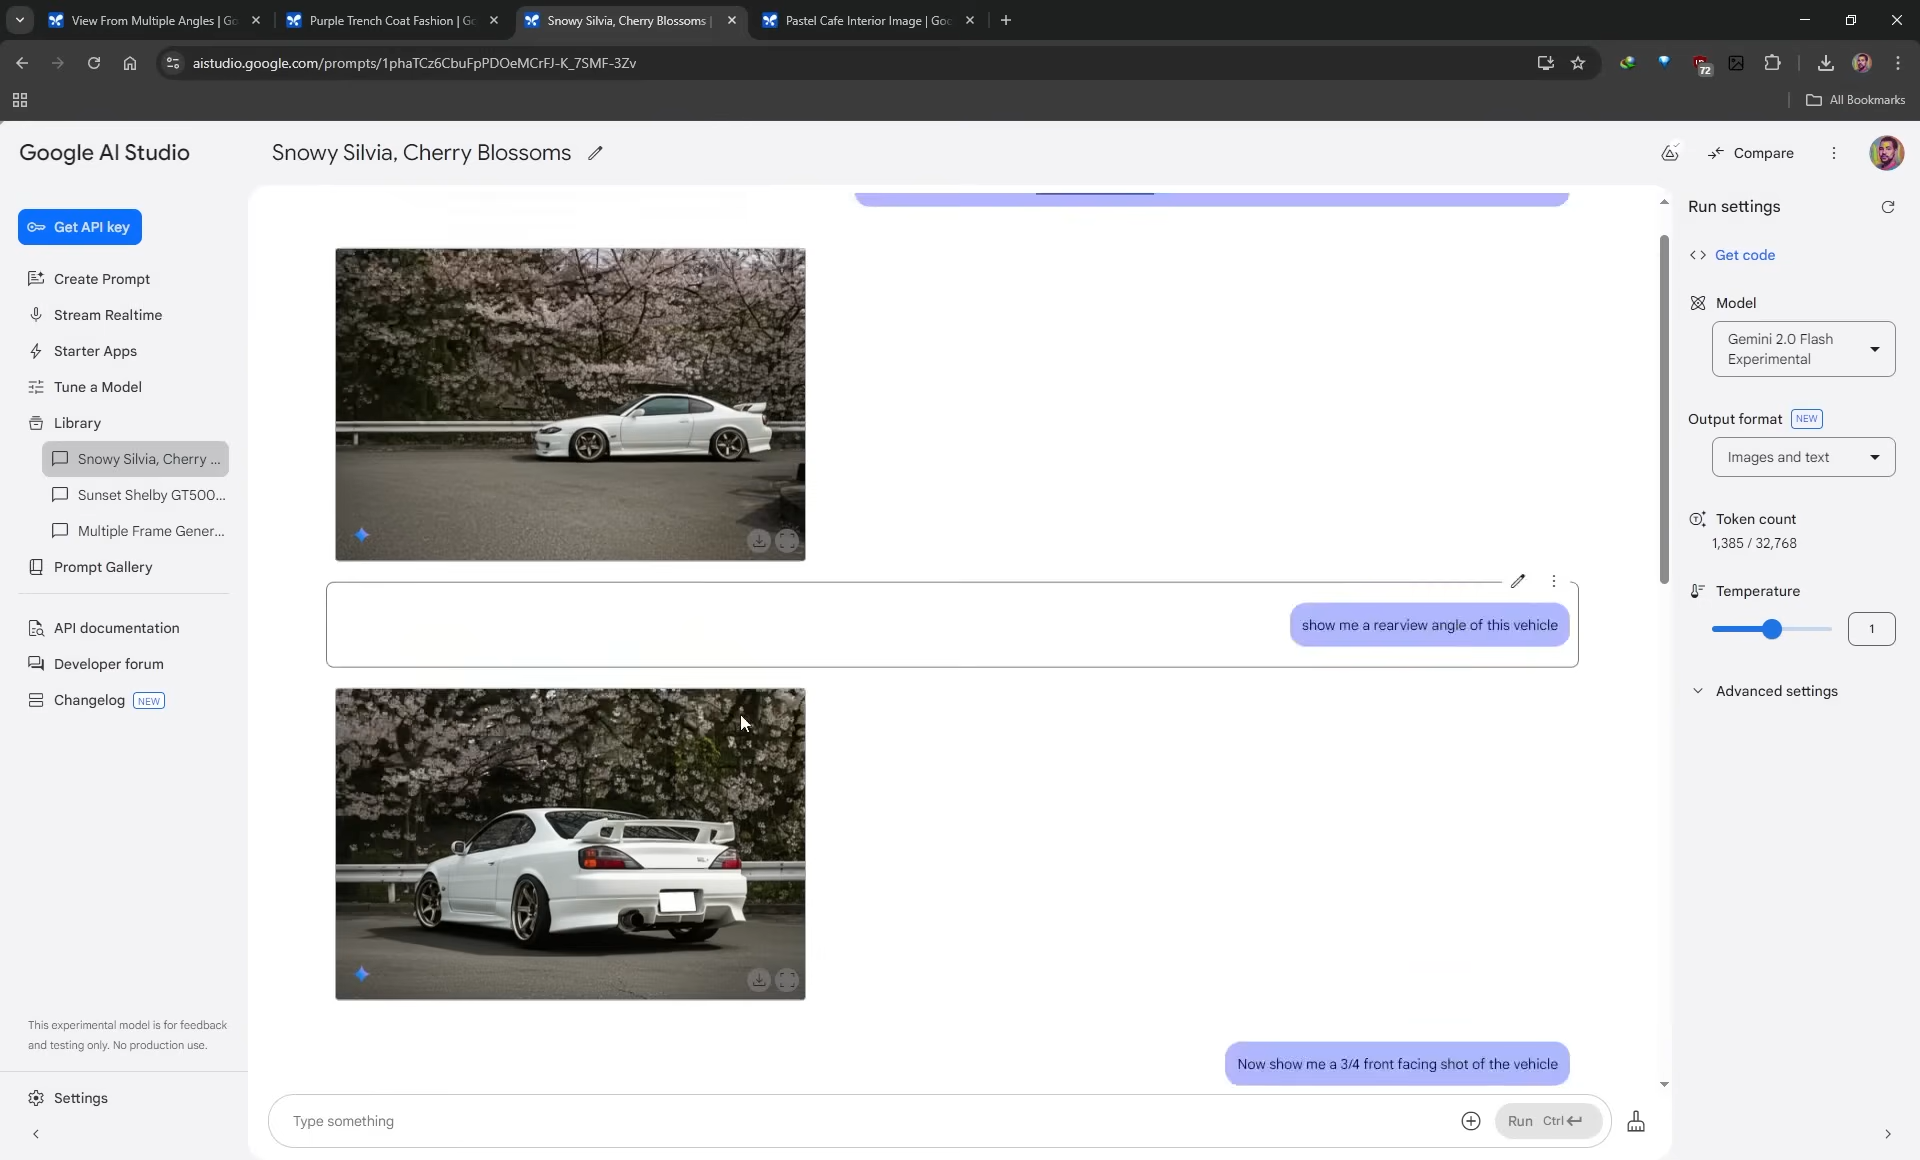 View From Multiple Angles | Go
Purple Trench Coat Fashion | Go
Snowy Silvia, Cherry Blossoms |
Pastel Cafe Interior Image | Goo
aistudio.google.com/prompts/1phaTCz6CbuFpPDOeMCrFJ-K_7SMF-3Zv
72
All Bookmarks
Google AI Studio
Snowy Silvia, Cherry Blossoms
Compare
Get API key
Create Prompt
Stream Realtime
Starter Apps
Tune a Model
Library
Snowy Silvia, Cherry ...
Sunset Shelby GT500...
Multiple Frame Gener...
Prompt Gallery
API documentation
Developer forum
Changelog NEW
This experimental model is for feedback
and testing only. No production use.
Settings
show me a rearview angle of this vehicle
Now show me a 3/4 front facing shot of the vehicle
Type something
Run Ctrl
Run settings
Get code
Model
Gemini 2.0 Flash
Experimental
Output format NEW
Images and text
Token count
1,385 / 32,768
Temperature
1
Advanced settings